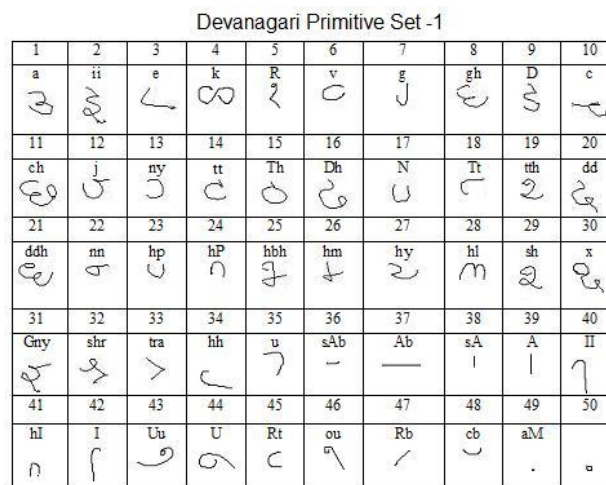 Devanagari Primitive Set -1
1 2 3 4 5 6 7 8 9 10
a ii e k R v g gh D c
11 12 13 14 15 16 17 18 19 20
ch j ny tt Th Dh N Tt tth dd
21 22 23 24 25 26 27 28 29 30
ddh nn hp hP hbh hm hy hl sh x
31 32 33 34 35 36 37 38 39 40
Gny shr tra hh u sAb Ab sA A II
41 42 43 44 45 46 47 48 49 50
hI I Uu U Rt ou Rb cb aM .